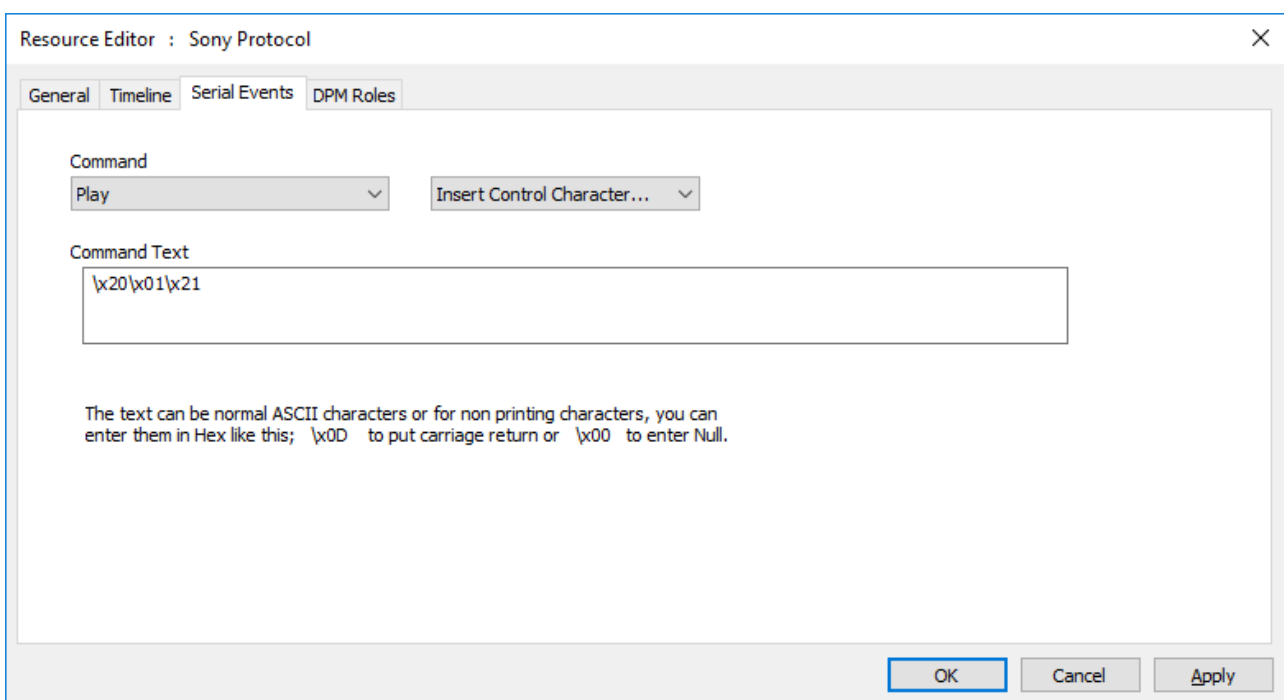 Resource Editor : Sony Protocol
General Timeline Serial Events DPM Roles
Command
Play Insert Control Character...
Command Text
\x20\x01\x21
The text can be normal ASCII characters or for non printing characters, you can
enter them in Hex like this; \x0D to put carriage return or \x00 to enter Null.
OK Cancel Apply